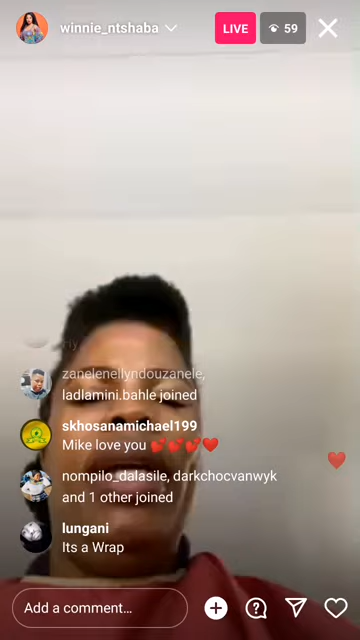 winnie_ntshaba
LIVE
59
zanelenellyndouzanele,
ladlamini.bahle joined
skhosanamichael199
Mike love you 💕💕💕❤️
nompilo_dalasile, darkchocvanwyk
and 1 other joined
lungani
Its a Wrap
Add a comment...